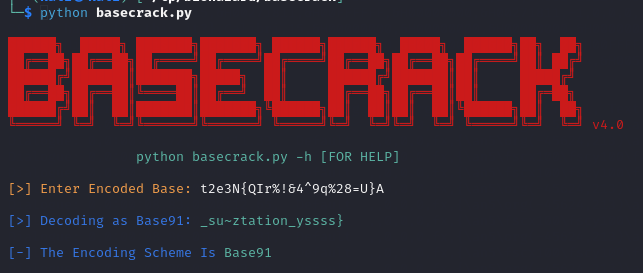 $ python basecrack.py
BASECRACK
v4.0
python basecrack.py -h [FOR HELP]
[>] Enter Encoded Base: t2e3N{QIr%!&4^9q%28=U}A
[>] Decoding as Base91: _su~ztation_yssss}
[-] The Encoding Scheme Is Base91